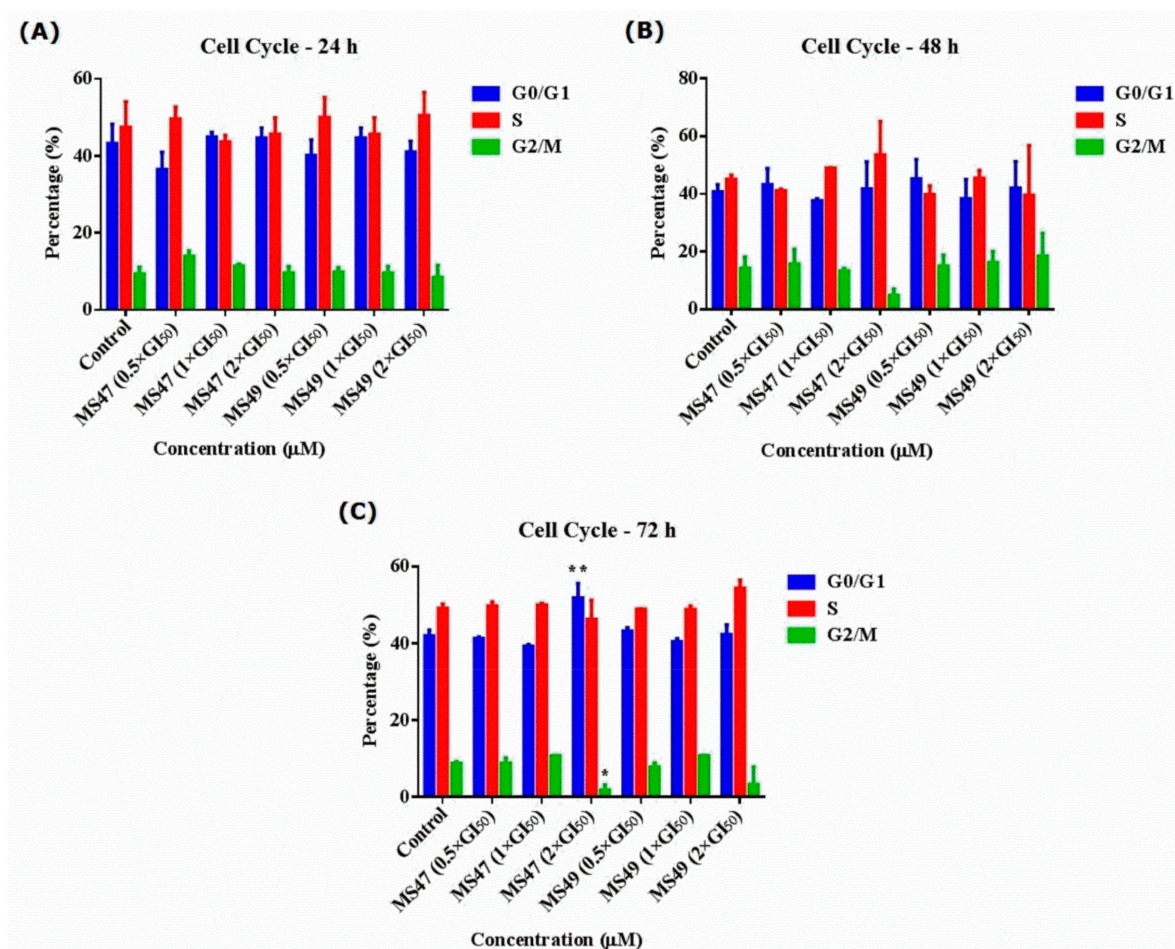 (A)
Cell Cycle - 24 h
Percentage (%)
60
40
20
0
G0/G1
S
G2/M
Control
MS47 (0.5×GI50)
MS47 (1×GI50)
MS47 (2×GI50)
MS49 (0.5×GI50)
MS49 (1×GI50)
MS49 (2×GI50)
Concentration (µM)
(B)
Cell Cycle - 48 h
Percentage (%)
80
60
40
20
0
G0/G1
S
G2/M
Control
MS47 (0.5×GI50)
MS47 (1×GI50)
MS47 (2×GI50)
MS49 (0.5×GI50)
MS49 (1×GI50)
MS49 (2×GI50)
Concentration (µM)
(C)
Cell Cycle - 72 h
Percentage (%)
60
40
20
0
**
*
G0/G1
S
G2/M
Control
MS47 (0.5×GI50)
MS47 (1×GI50)
MS47 (2×GI50)
MS49 (0.5×GI50)
MS49 (1×GI50)
MS49 (2×GI50)
Concentration (µM)